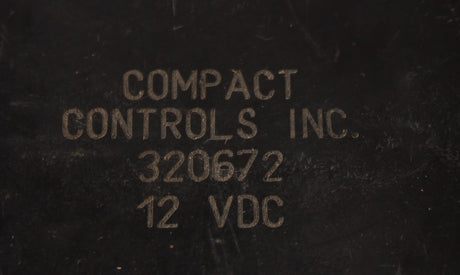 COMPACT
CONTROLS INC.
320672
12 VDC